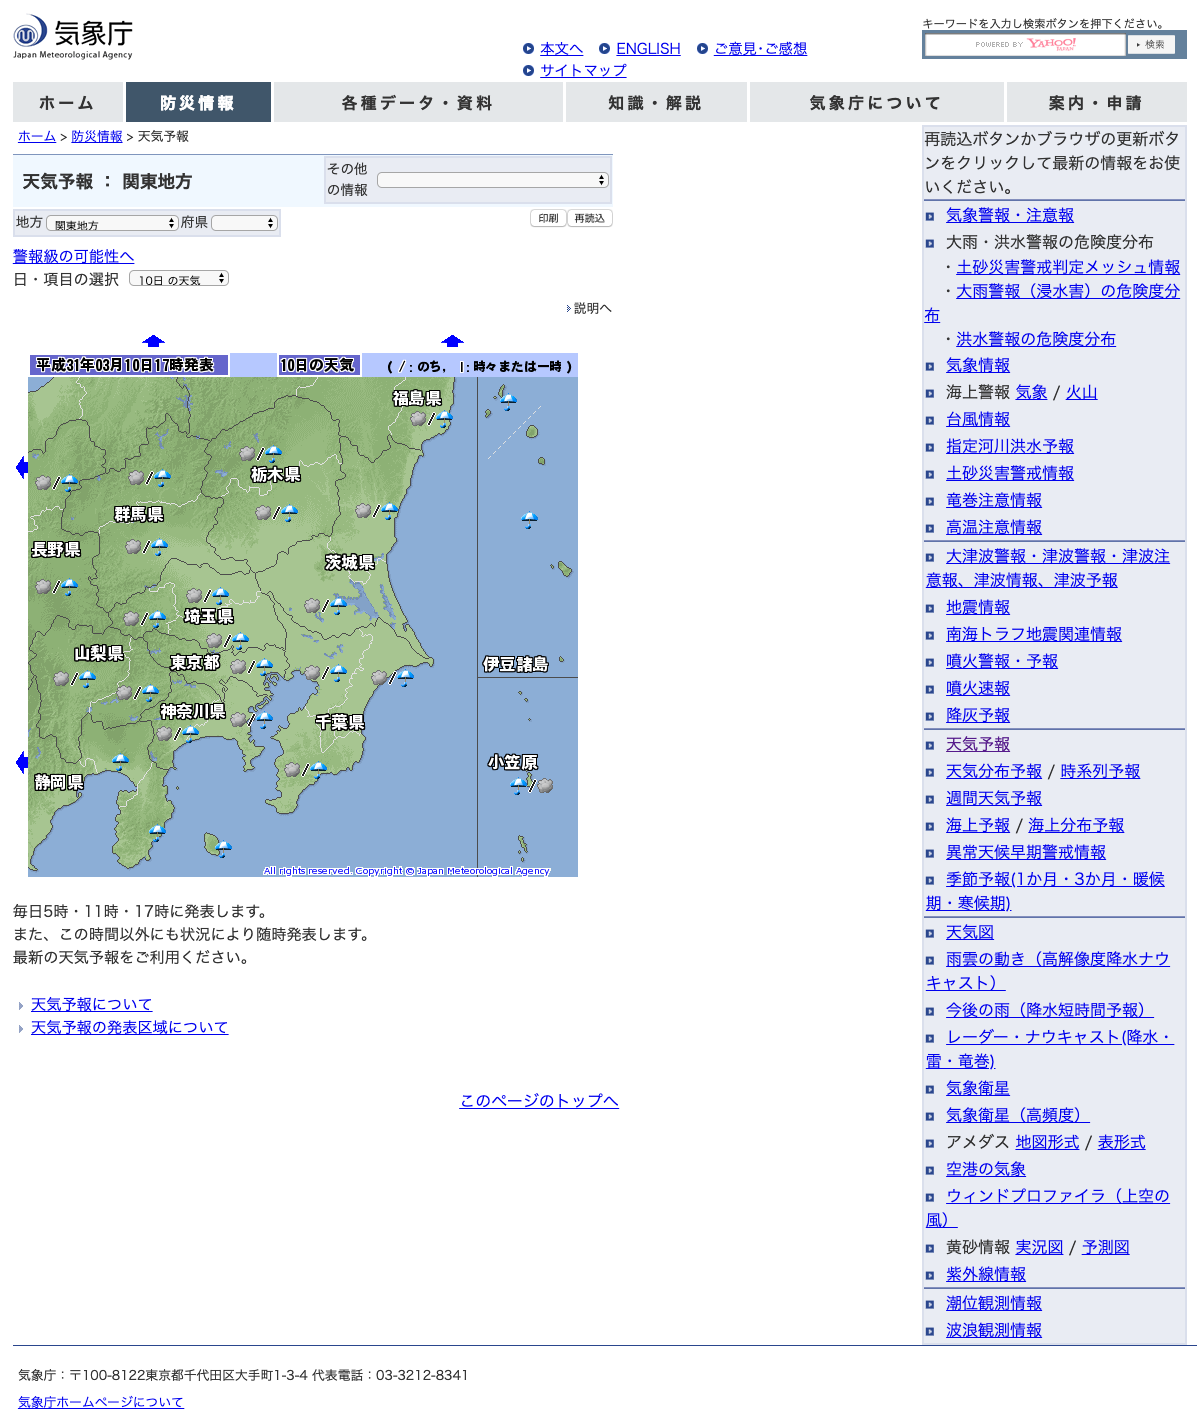 気象庁
Japan Meteorological Agency
本文へ ENGLISH ご意見･ご感想
サイトマップ
キーワードを入力し検索ボタンを押下ください。
POWERED BY YAHOO! JAPAN 検索
ホーム 防災情報 各種データ・資料 知識・解説 気象庁について 案内・申請
ホーム > 防災情報 > 天気予報
天気予報 ： 関東地方
その他の情報
地方 関東地方 府県
印刷 再読込
警報級の可能性へ
日・項目の選択 10日 の天気
説明へ
平成31年03月10日17時発表 10日の天気 ( / : のち, | : 時々または一時 )
福島県
栃木県
群馬県
長野県
茨城県
埼玉県
山梨県
東京都
伊豆諸島
神奈川県
千葉県
静岡県
小笠原
All rights reserved. Copyright © Japan Meteorological Agency
毎日5時・11時・17時に発表します。
また、この時間以外にも状況により随時発表します。
最新の天気予報をご利用ください。
天気予報について
天気予報の発表区域について
このページのトップへ
再読込ボタンかブラウザの更新ボタ
ンをクリックして最新の情報をお使
いください。
気象警報・注意報
大雨・洪水警報の危険度分布
・土砂災害警戒判定メッシュ情報
・大雨警報（浸水害）の危険度分
布
・洪水警報の危険度分布
気象情報
海上警報 気象 / 火山
台風情報
指定河川洪水予報
土砂災害警戒情報
竜巻注意情報
高温注意情報
大津波警報・津波警報・津波注
意報、津波情報、津波予報
地震情報
南海トラフ地震関連情報
噴火警報・予報
噴火速報
降灰予報
天気予報
天気分布予報 / 時系列予報
週間天気予報
海上予報 / 海上分布予報
異常天候早期警戒情報
季節予報(1か月・3か月・暖候
期・寒候期)
天気図
雨雲の動き（高解像度降水ナウ
キャスト）
今後の雨（降水短時間予報）
レーダー・ナウキャスト(降水・
雷・竜巻)
気象衛星
気象衛星（高頻度）
アメダス 地図形式 / 表形式
空港の気象
ウィンドプロファイラ（上空の
風）
黄砂情報 実況図 / 予測図
紫外線情報
潮位観測情報
波浪観測情報
気象庁：〒100-8122東京都千代田区大手町1-3-4 代表電話：03-3212-8341
気象庁ホームページについて